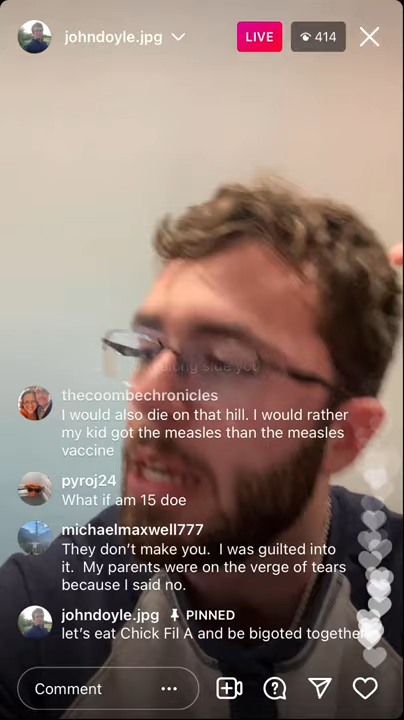 johndoyle.jpg
LIVE
414
long side you
thecoombechronicles
I would also die on that hill. I would rather
my kid got the measles than the measles
vaccine
pyroj24
What if am 15 doe
michaelmaxwell777
They don't make you.  I was guilted into
it.  My parents were on the verge of tears
because I said no.
johndoyle.jpg PINNED
let's eat Chick Fil A and be bigoted together
Comment